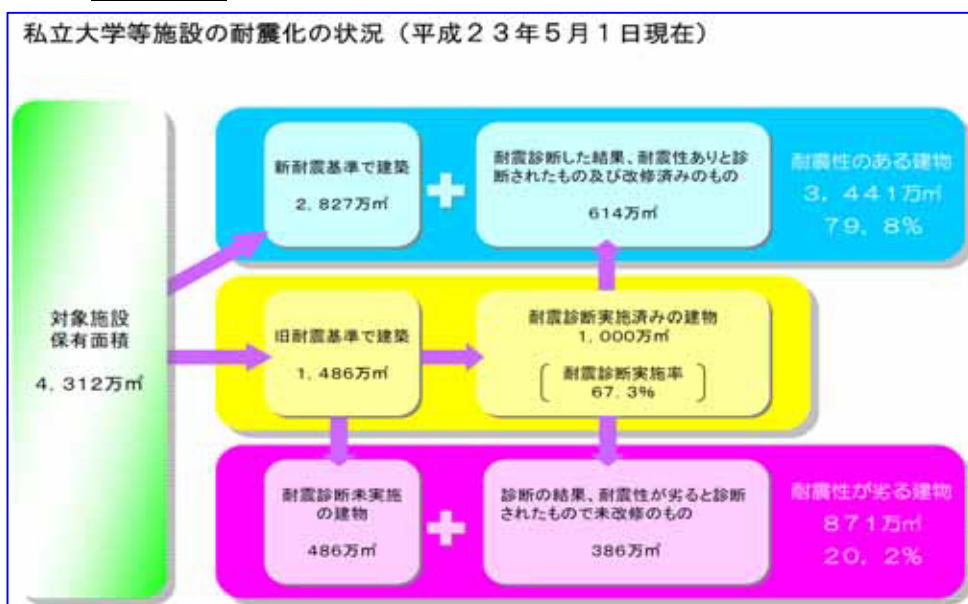 私立大学等施設の耐震化の状況（平成２３年５月１日現在）
対象施設
保有面積
４，３１２万㎡
新耐震基準で建築
２，８２７万㎡
＋
耐震診断した結果、耐震性ありと診
断されたもの及び改修済みのもの
６１４万㎡
耐震性のある建物
３，４４１万㎡
７９．８％
旧耐震基準で建築
１，４８６万㎡
耐震診断実施済みの建物
１，０００万㎡
耐震診断実施率
６７．３％
耐震診断未実施
の建物
４８６万㎡
＋
診断の結果、耐震性が劣ると診断
されたもので未改修のもの
３８６万㎡
耐震性が劣る建物
８７１万㎡
２０．２％